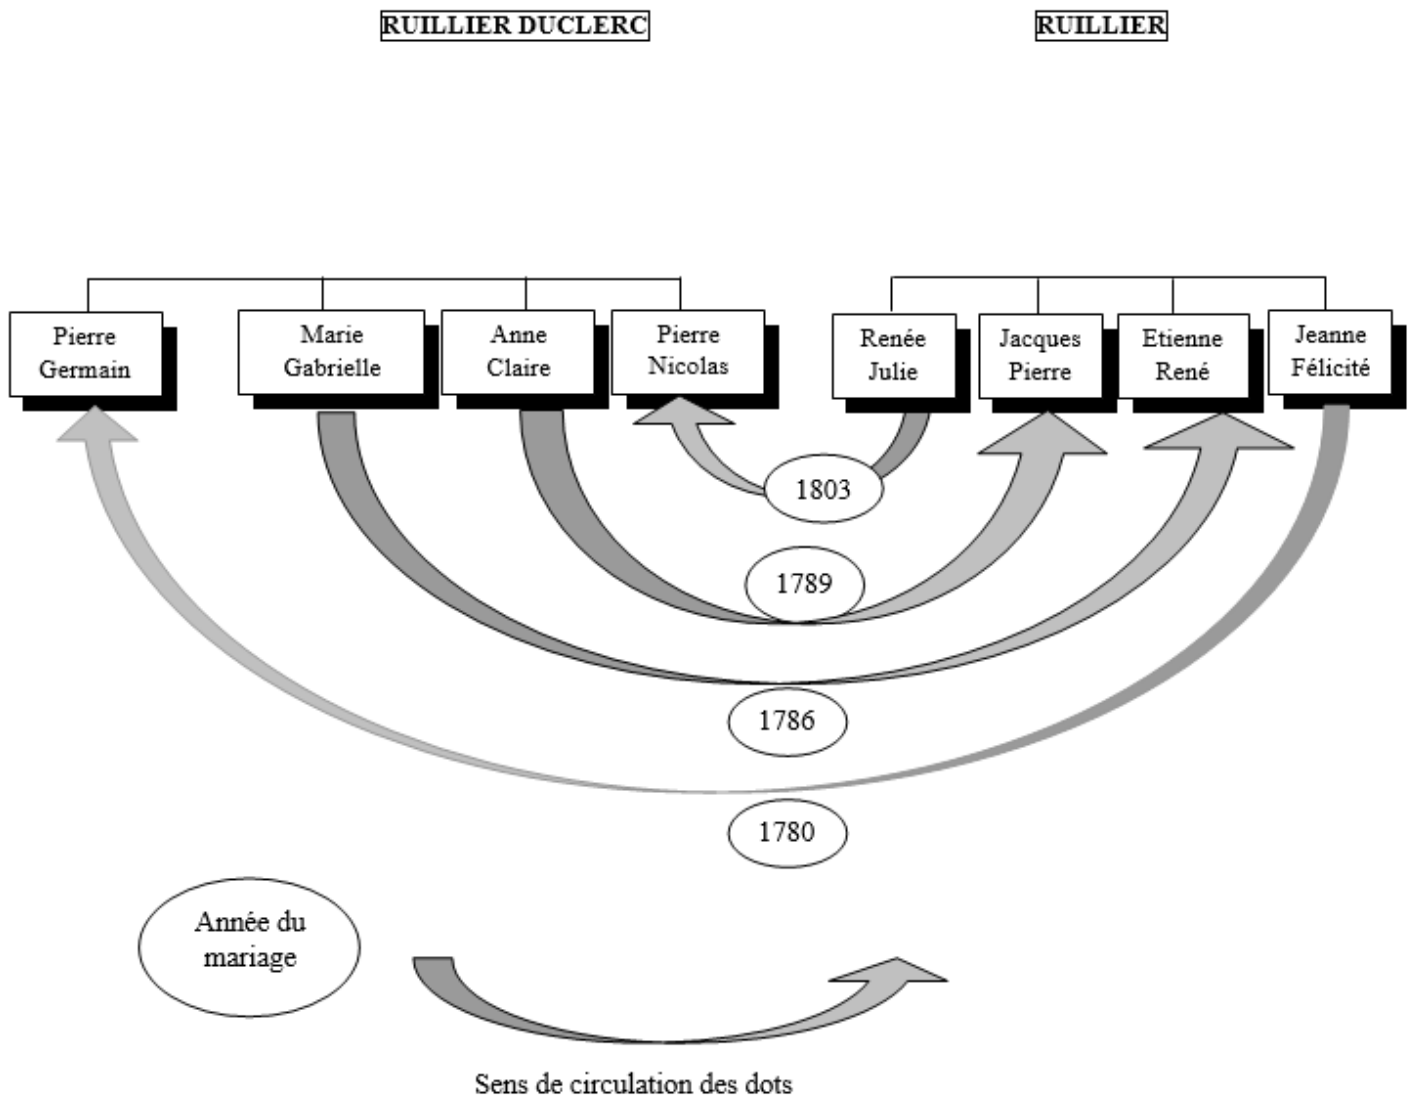 RUILLIER DUCLERC
RUILLIER
Pierre
Germain
Marie
Gabrielle
Anne
Claire
Pierre
Nicolas
Renée
Julie
Jacques
Pierre
Etienne
René
Jeanne
Félicité
1803
1789
1786
1780
Année du
mariage
Sens de circulation des dots